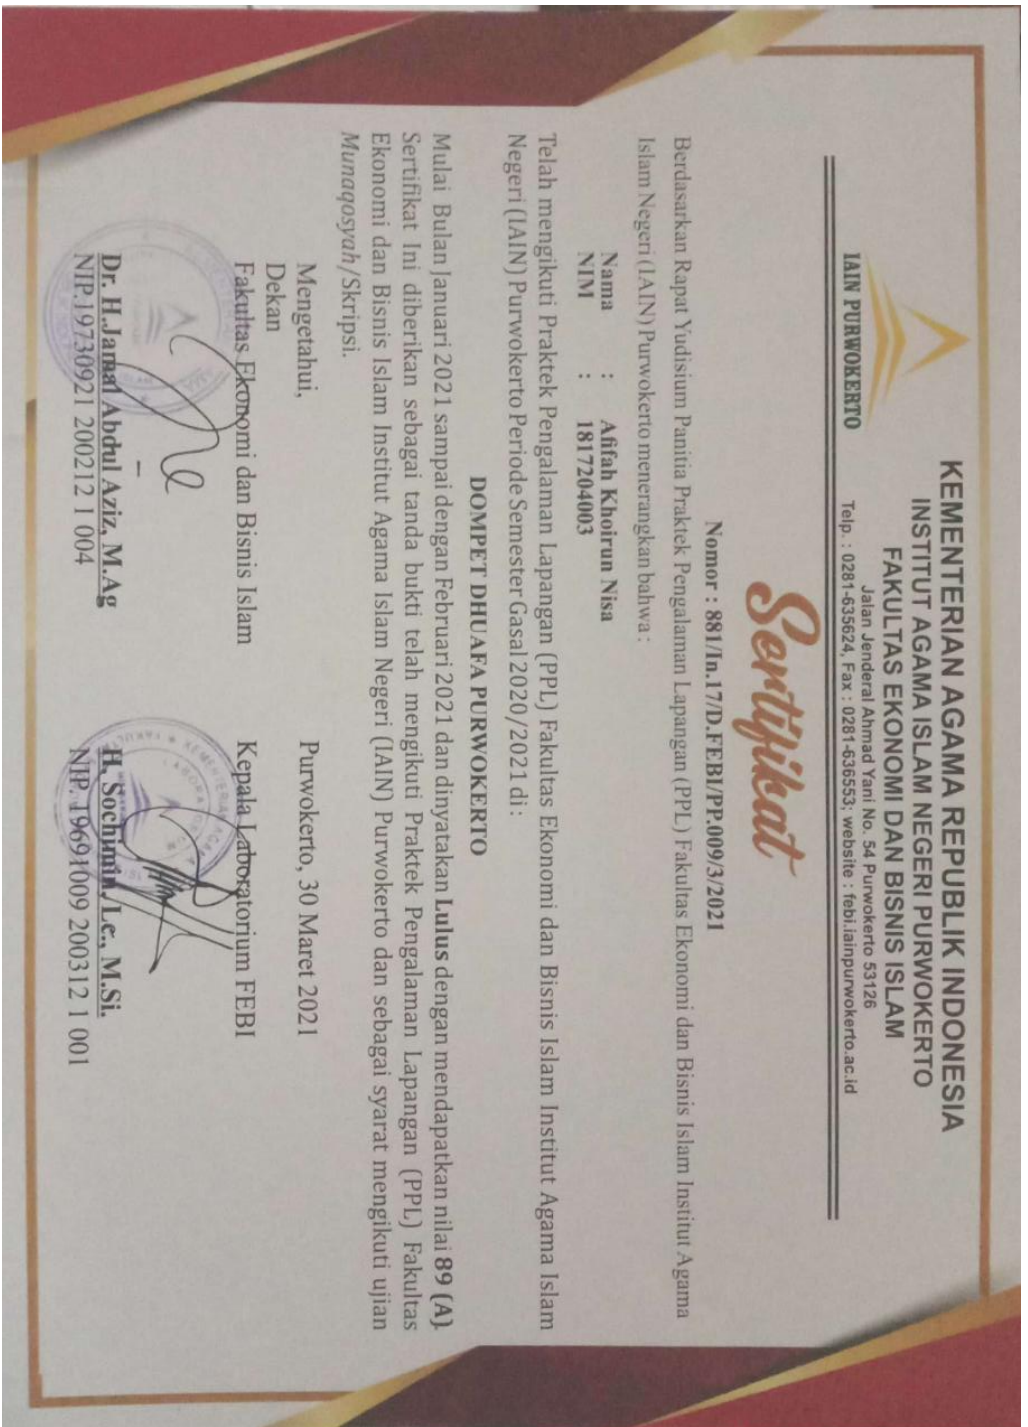 IAIN PURWOKERTO
KEMENTERIAN AGAMA REPUBLIK INDONESIA
INSTITUT AGAMA ISLAM NEGERI PURWOKERTO
FAKULTAS EKONOMI DAN BISNIS ISLAM
Jalan Jenderal Ahmad Yani No. 54 Purwokerto 53126
Telp. : 0281-635624, Fax : 0281-636553; website : febi.iainpurwokerto.ac.id
Sertifikat
Nomor : 881/In.17/D.FEBI/PP.009/3/2021
Berdasarkan Rapat Yudisium Panitia Praktek Pengalaman Lapangan (PPL) Fakultas Ekonomi dan Bisnis Islam Institut Agama
Islam Negeri (IAIN) Purwokerto menerangkan bahwa :
Nama : Afifah Khoirun Nisa
NIM : 1817204003
Telah mengikuti Praktek Pengalaman Lapangan (PPL) Fakultas Ekonomi dan Bisnis Islam Institut Agama Islam
Negeri (IAIN) Purwokerto Periode Semester Gasal 2020/2021 di :
DOMPET DHUAFA PURWOKERTO
Mulai Bulan Januari 2021 sampai dengan Februari 2021 dan dinyatakan Lulus dengan mendapatkan nilai 89 (A).
Sertifikat Ini diberikan sebagai tanda bukti telah mengikuti Praktek Pengalaman Lapangan (PPL) Fakultas
Ekonomi dan Bisnis Islam Institut Agama Islam Negeri (IAIN) Purwokerto dan sebagai syarat mengikuti ujian
Munaqosyah/Skripsi.
Mengetahui,
Dekan
Fakultas Ekonomi dan Bisnis Islam
Dr. H.Jamal Abdul Aziz, M.Ag
NIP.19730921 200212 1 004
Purwokerto, 30 Maret 2021
Kepala Laboratorium FEBI
H. Sochimin, Lc., M.Si.
NIP. 19691009 200312 1 001